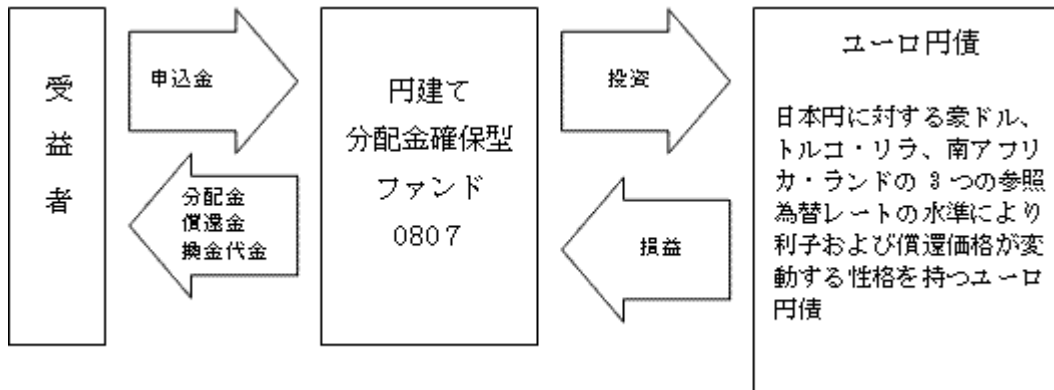 受
益
者
申込金
分配金
償還金
換金代金
円建て
分配金確保型
ファンド
0807
投資
損益
ユーロ円債
日本円に対する豪ドル、
トルコ・リラ、南アフリ
カ・ランドの3つの参照
為替レートの水準により
利子および償還価格が変
動する性格を持つユーロ
円債